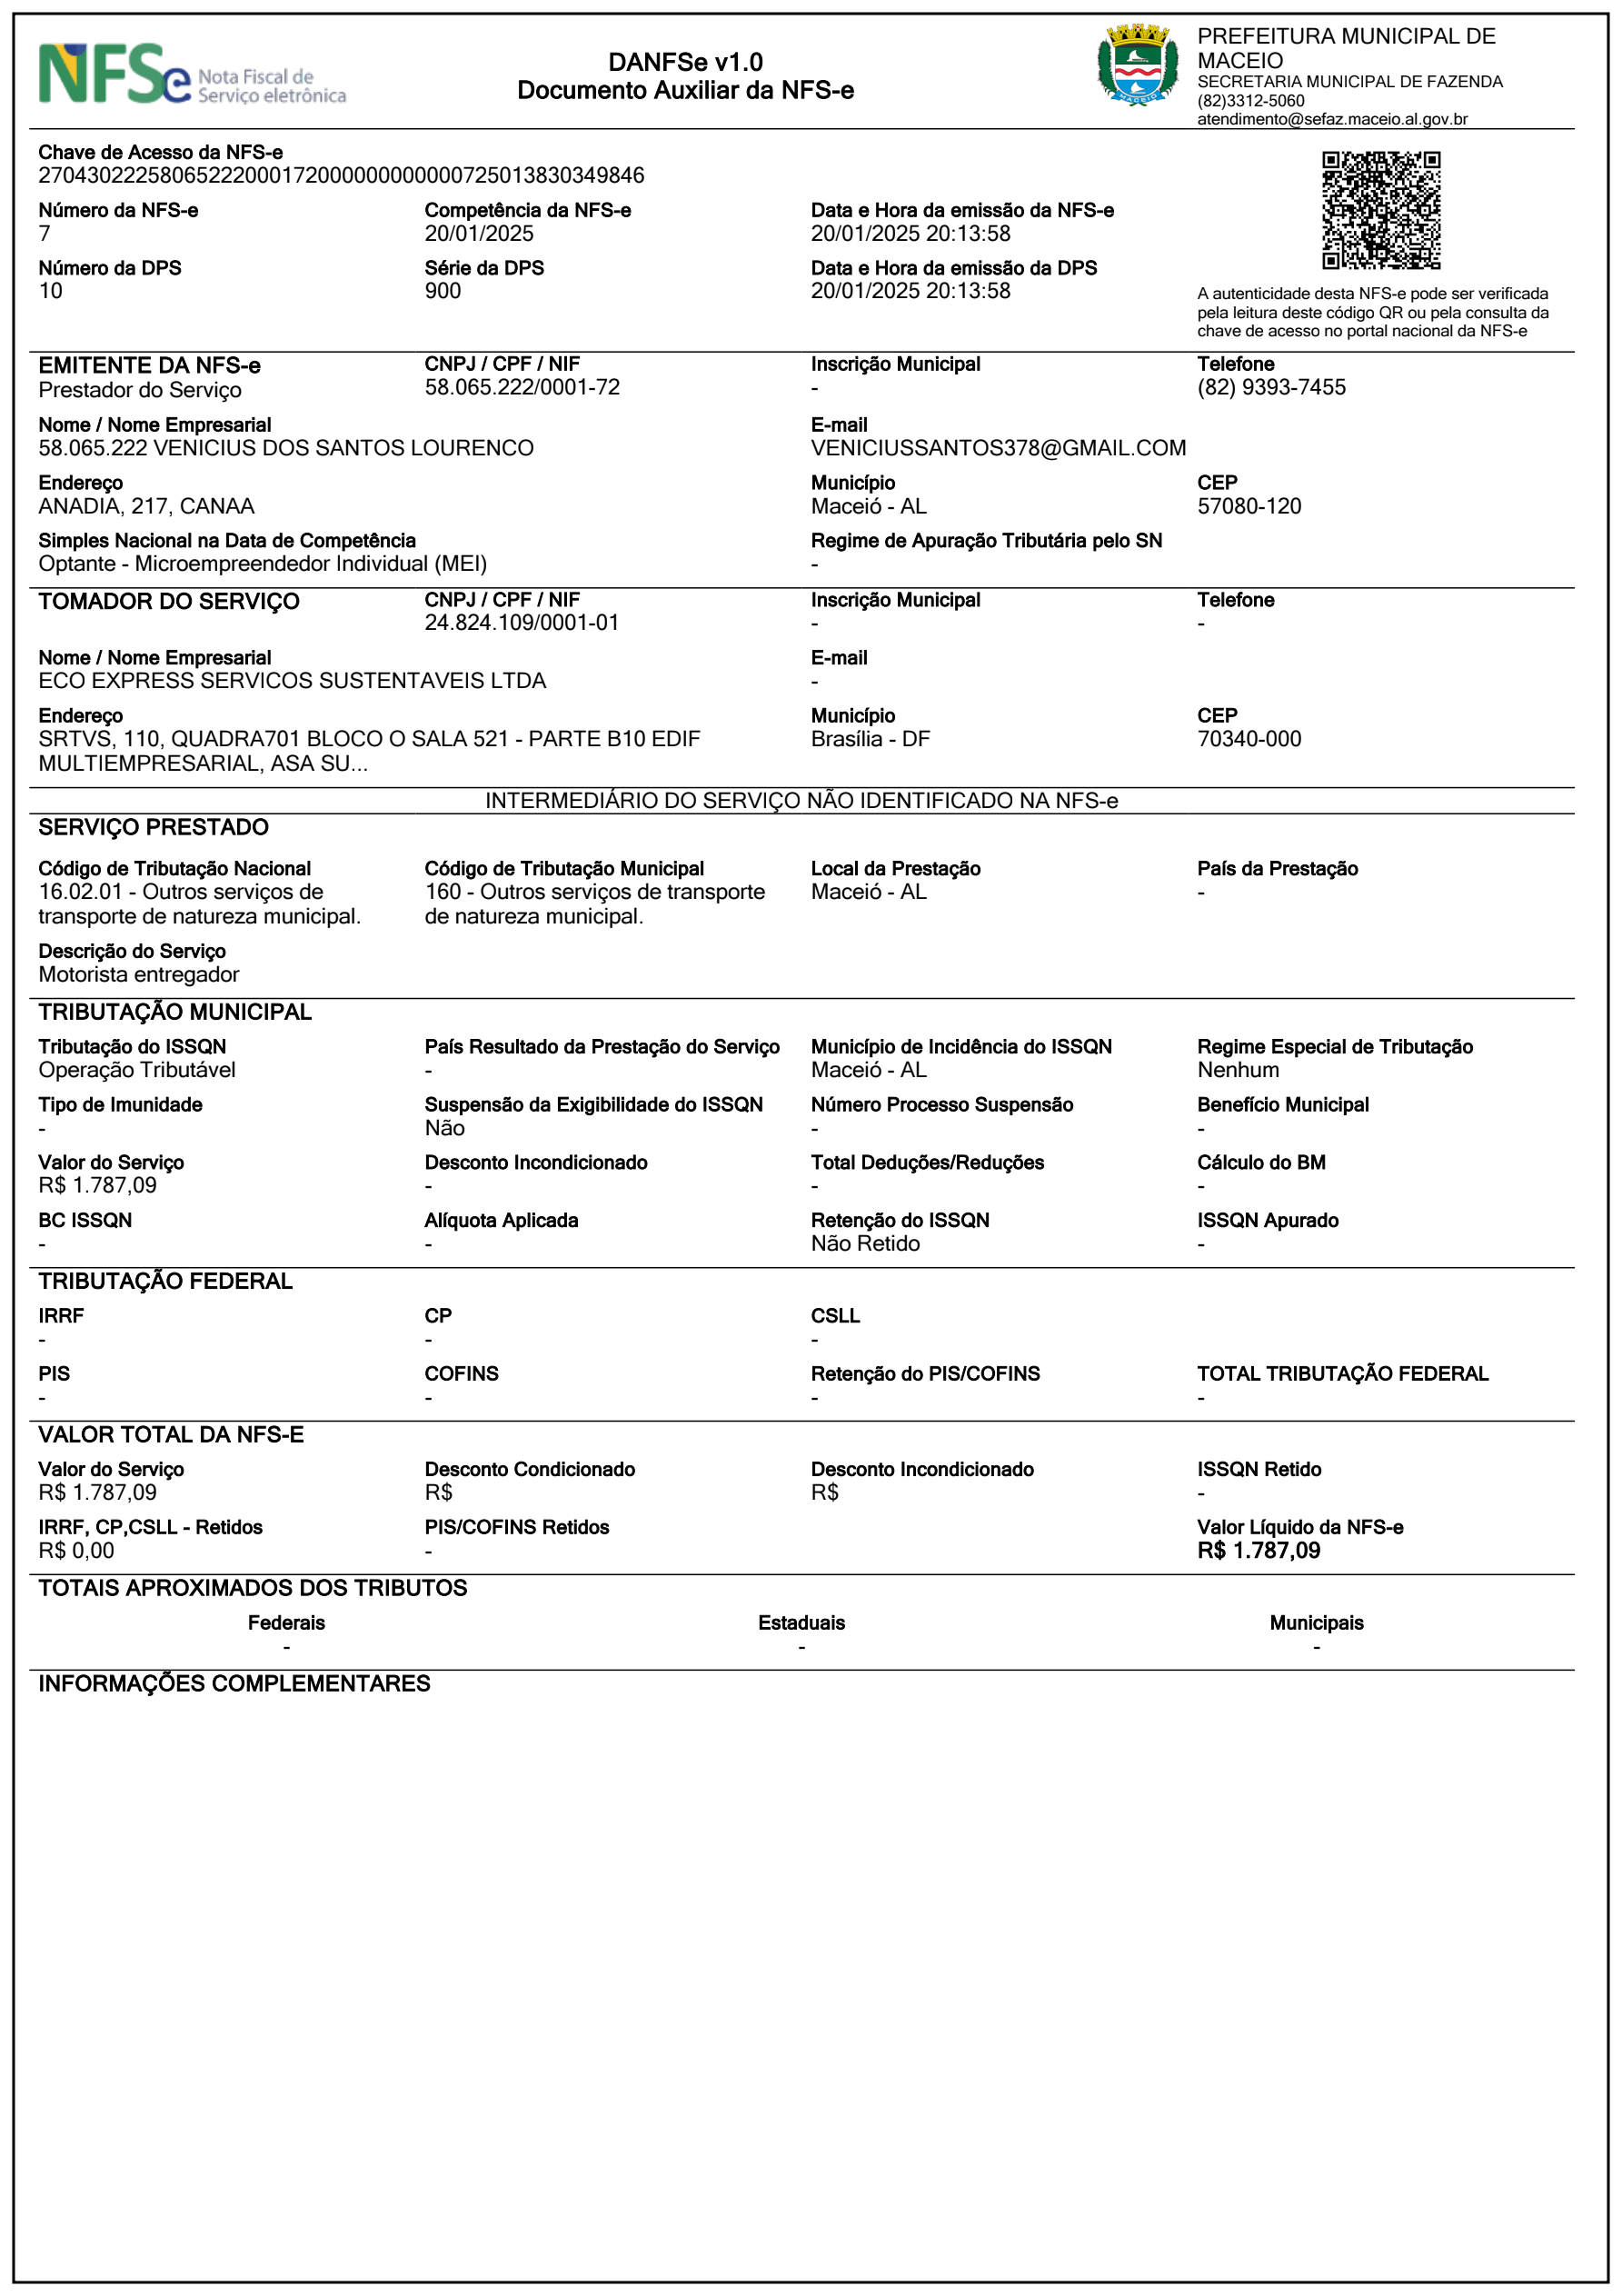 NFSe Nota Fiscal de
Serviço eletrônica
DANFSe v1.0
Documento Auxiliar da NFS-e
MACEIO
PREFEITURA MUNICIPAL DE
MACEIO
SECRETARIA MUNICIPAL DE FAZENDA
(82)3312-5060
atendimento@sefaz.maceio.al.gov.br
Chave de Acesso da NFS-e
27043022258065222000172000000000000725013830349846
Número da NFS-e Competência da NFS-e Data e Hora da emissão da NFS-e
7 20/01/2025 20/01/2025 20:13:58
Número da DPS Série da DPS Data e Hora da emissão da DPS
10 900 20/01/2025 20:13:58
A autenticidade desta NFS-e pode ser verificada
pela leitura deste código QR ou pela consulta da
chave de acesso no portal nacional da NFS-e
EMITENTE DA NFS-e CNPJ / CPF / NIF Inscrição Municipal Telefone
Prestador do Serviço 58.065.222/0001-72 - (82) 9393-7455
Nome / Nome Empresarial E-mail
58.065.222 VENICIUS DOS SANTOS LOURENCO VENICIUSSANTOS378@GMAIL.COM
Endereço Município CEP
ANADIA, 217, CANAA Maceió - AL 57080-120
Simples Nacional na Data de Competência Regime de Apuração Tributária pelo SN
Optante - Microempreendedor Individual (MEI) -
TOMADOR DO SERVIÇO CNPJ / CPF / NIF Inscrição Municipal Telefone
24.824.109/0001-01 - -
Nome / Nome Empresarial E-mail
ECO EXPRESS SERVICOS SUSTENTAVEIS LTDA -
Endereço Município CEP
SRTVS, 110, QUADRA701 BLOCO O SALA 521 - PARTE B10 EDIF Brasília - DF 70340-000
MULTIEMPRESARIAL, ASA SU...
INTERMEDIÁRIO DO SERVIÇO NÃO IDENTIFICADO NA NFS-e
SERVIÇO PRESTADO
Código de Tributação Nacional Código de Tributação Municipal Local da Prestação País da Prestação
16.02.01 - Outros serviços de 160 - Outros serviços de transporte Maceió - AL -
transporte de natureza municipal. de natureza municipal.
Descrição do Serviço
Motorista entregador
TRIBUTAÇÃO MUNICIPAL
Tributação do ISSQN País Resultado da Prestação do Serviço Município de Incidência do ISSQN Regime Especial de Tributação
Operação Tributável - Maceió - AL Nenhum
Tipo de Imunidade Suspensão da Exigibilidade do ISSQN Número Processo Suspensão Benefício Municipal
- Não - -
Valor do Serviço Desconto Incondicionado Total Deduções/Reduções Cálculo do BM
R$ 1.787,09 - - -
BC ISSQN Alíquota Aplicada Retenção do ISSQN ISSQN Apurado
- - Não Retido -
TRIBUTAÇÃO FEDERAL
IRRF CP CSLL
- - -
PIS COFINS Retenção do PIS/COFINS TOTAL TRIBUTAÇÃO FEDERAL
- - - -
VALOR TOTAL DA NFS-E
Valor do Serviço Desconto Condicionado Desconto Incondicionado ISSQN Retido
R$ 1.787,09 R$ R$ -
IRRF, CP,CSLL - Retidos PIS/COFINS Retidos Valor Líquido da NFS-e
R$ 0,00 - R$ 1.787,09
TOTAIS APROXIMADOS DOS TRIBUTOS
Federais Estaduais Municipais
- - -
INFORMAÇÕES COMPLEMENTARES